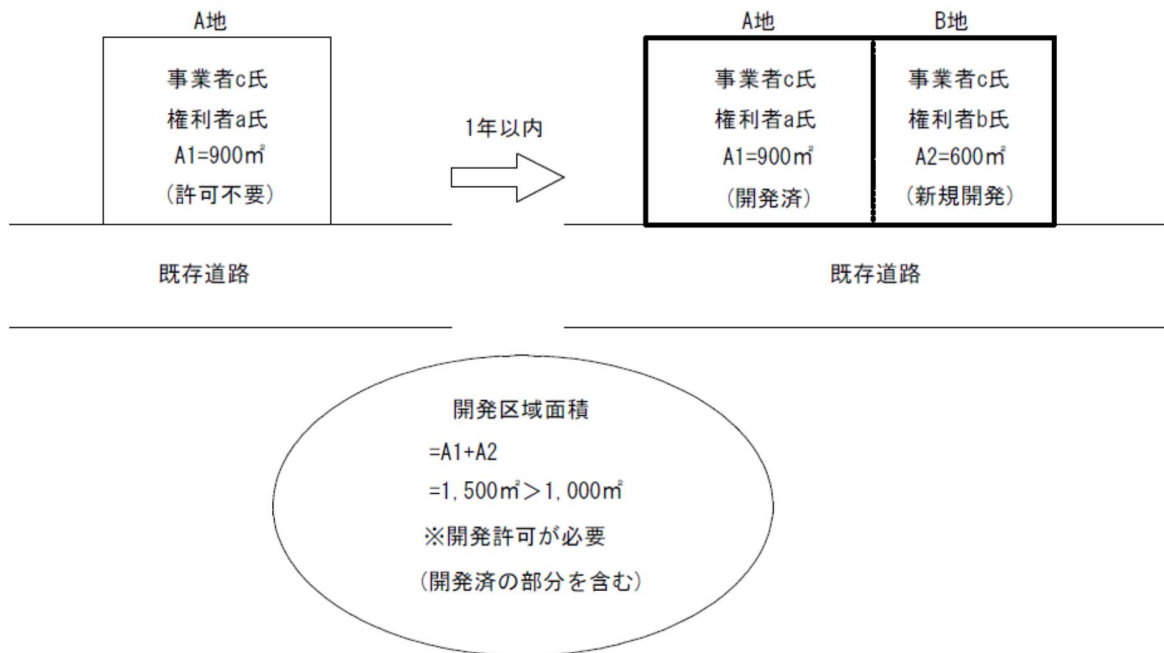 A地
事業者c氏
権利者a氏
A1=900㎡
(許可不要)
既存道路
1年以内
A地
B地
事業者c氏
権利者a氏
A1=900㎡
(開発済)
事業者c氏
権利者b氏
A2=600㎡
(新規開発)
既存道路
開発区域面積
=A1+A2
=1,500㎡＞1,000㎡
※開発許可が必要
(開発済の部分を含む)